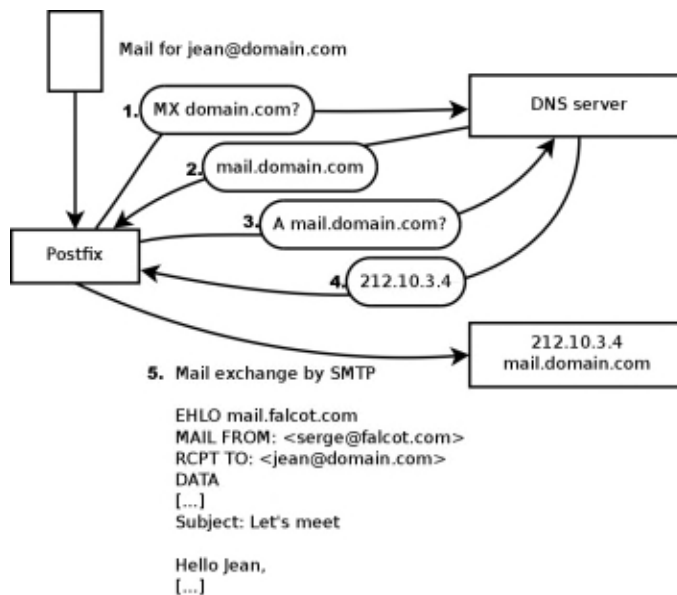 Mail for jean@domain.com
1. MX domain.com?
DNS server
2. mail.domain.com
3. A mail.domain.com?
Postfix
4. 212.10.3.4
212.10.3.4
mail.domain.com
5. Mail exchange by SMTP
EHLO mail.falcot.com
MAIL FROM: <serge@falcot.com>
RCPT TO: <jean@domain.com>
DATA
[...]
Subject: Let's meet
Hello Jean,
[...]